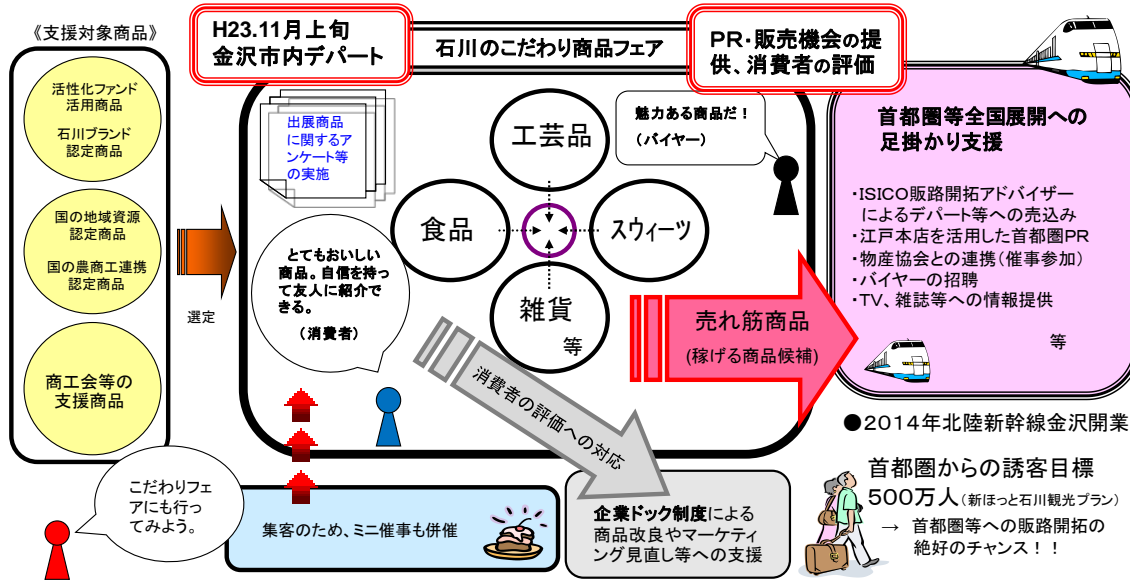 《支援対象商品》
活性化ファンド
活用商品
石川ブランド
認定商品
国の地域資源
認定商品
国の農商工連携
認定商品
商工会等の
支援商品
選定
H23.11月上旬
金沢市内デパート
石川のこだわり商品フェア
PR・販売機会の提
供、消費者の評価
出展商品
に関するア
ンケート等
の実施
工芸品
食品
スウィーツ
雑貨
等
魅力ある商品だ!
(バイヤー)
とてもおいしい
商品。自信を持っ
て友人に紹介で
きる。
(消費者)
売れ筋商品
(稼げる商品候補)
消費者の評価への対応
首都圏等全国展開への
足掛かり支援
・ISICO販路開拓アドバイザー
によるデパート等への売込み
・江戸本店を活用した首都圏PR
・物産協会との連携(催事参加)
・バイヤーの招聘
・TV、雑誌等への情報提供
等
●2014年北陸新幹線金沢開業
こだわりフェ
アにも行っ
てみよう。
集客のため、ミニ催事も併催
企業ドック制度による
商品改良やマーケティ
ング見直し等への支援
首都圏からの誘客目標
500万人(新ほっと石川観光プラン)
→ 首都圏等への販路開拓の
絶好のチャンス!!